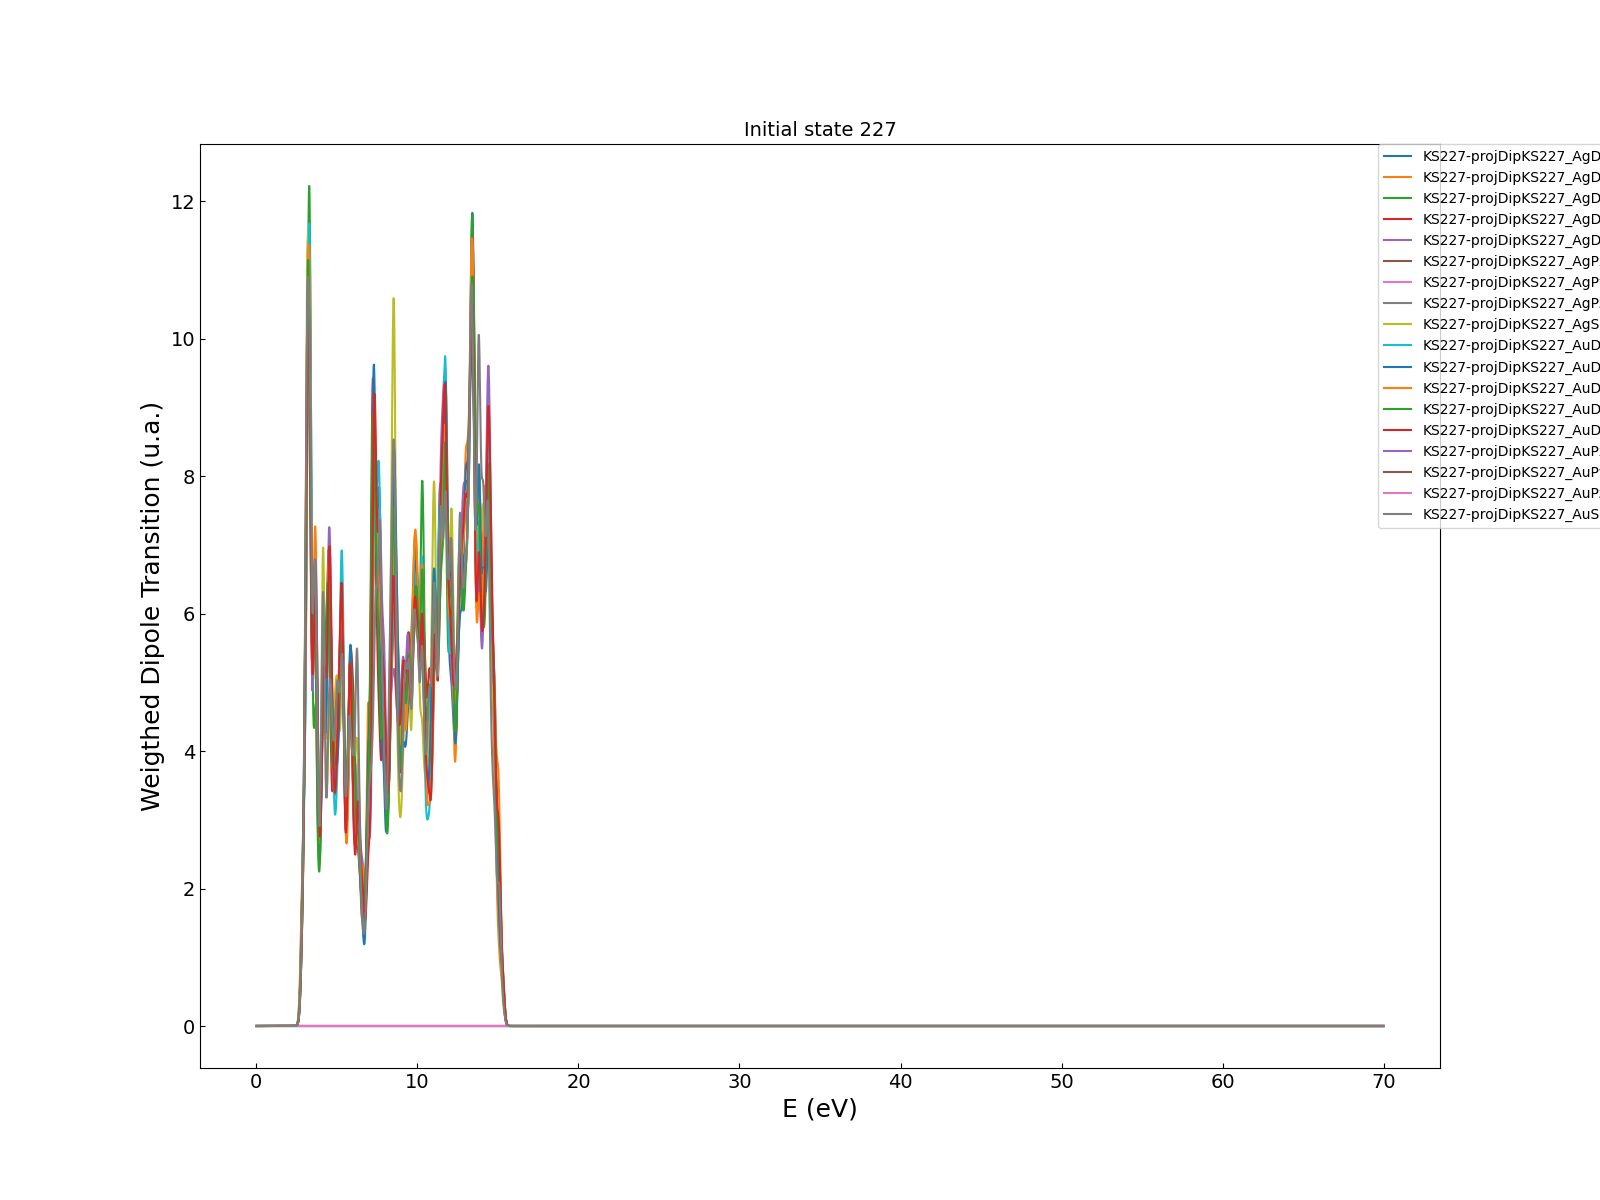 Initial state 227
Weigthed Dipole Transition (u.a.)
12
10
8
6
4
2
0
0 10 20 30 40 50 60 70
E (eV)
KS227-projDipKS227_AgD
KS227-projDipKS227_AgD
KS227-projDipKS227_AgD
KS227-projDipKS227_AgD
KS227-projDipKS227_AgD
KS227-projDipKS227_AgP
KS227-projDipKS227_AgP
KS227-projDipKS227_AgP
KS227-projDipKS227_AgS
KS227-projDipKS227_AuD
KS227-projDipKS227_AuD
KS227-projDipKS227_AuD
KS227-projDipKS227_AuD
KS227-projDipKS227_AuD
KS227-projDipKS227_AuP
KS227-projDipKS227_AuP
KS227-projDipKS227_AuP
KS227-projDipKS227_AuS